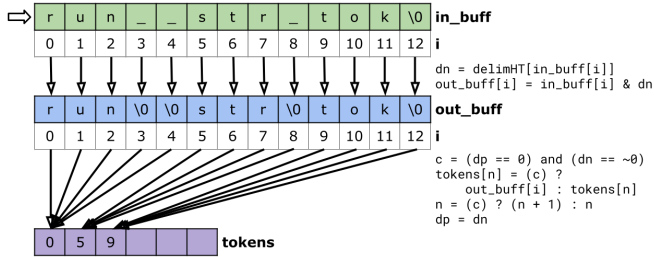 r u n _ _ s t r _ t o k \0 in_buff
0 1 2 3 4 5 6 7 8 9 10 11 12 i
dn = delimHT[in_buff[i]]
out_buff[i] = in_buff[i] & dn
r u n \0 \0 s t r \0 t o k \0 out_buff
0 1 2 3 4 5 6 7 8 9 10 11 12 i
c = (dp == 0) and (dn == ~0)
tokens[n] = (c) ?
out_buff[i] : tokens[n]
n = (c) ? (n + 1) : n
dp = dn
0 5 9 tokens